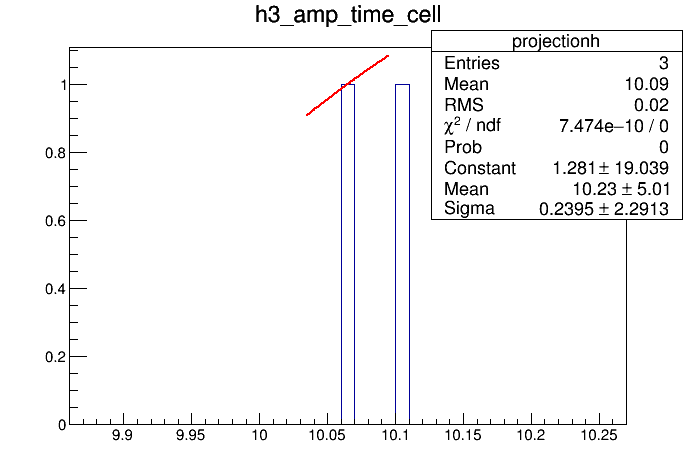 h3_amp_time_cell
projectionh
Entries 3
Mean 10.09
RMS 0.02
χ² / ndf 7.474e−10 / 0
Prob 0
Constant 1.281 ± 19.039
Mean 10.23 ± 5.01
Sigma 0.2395 ± 2.2913
1
0.8
0.6
0.4
0.2
0
9.9 9.95 10 10.05 10.1 10.15 10.2 10.25